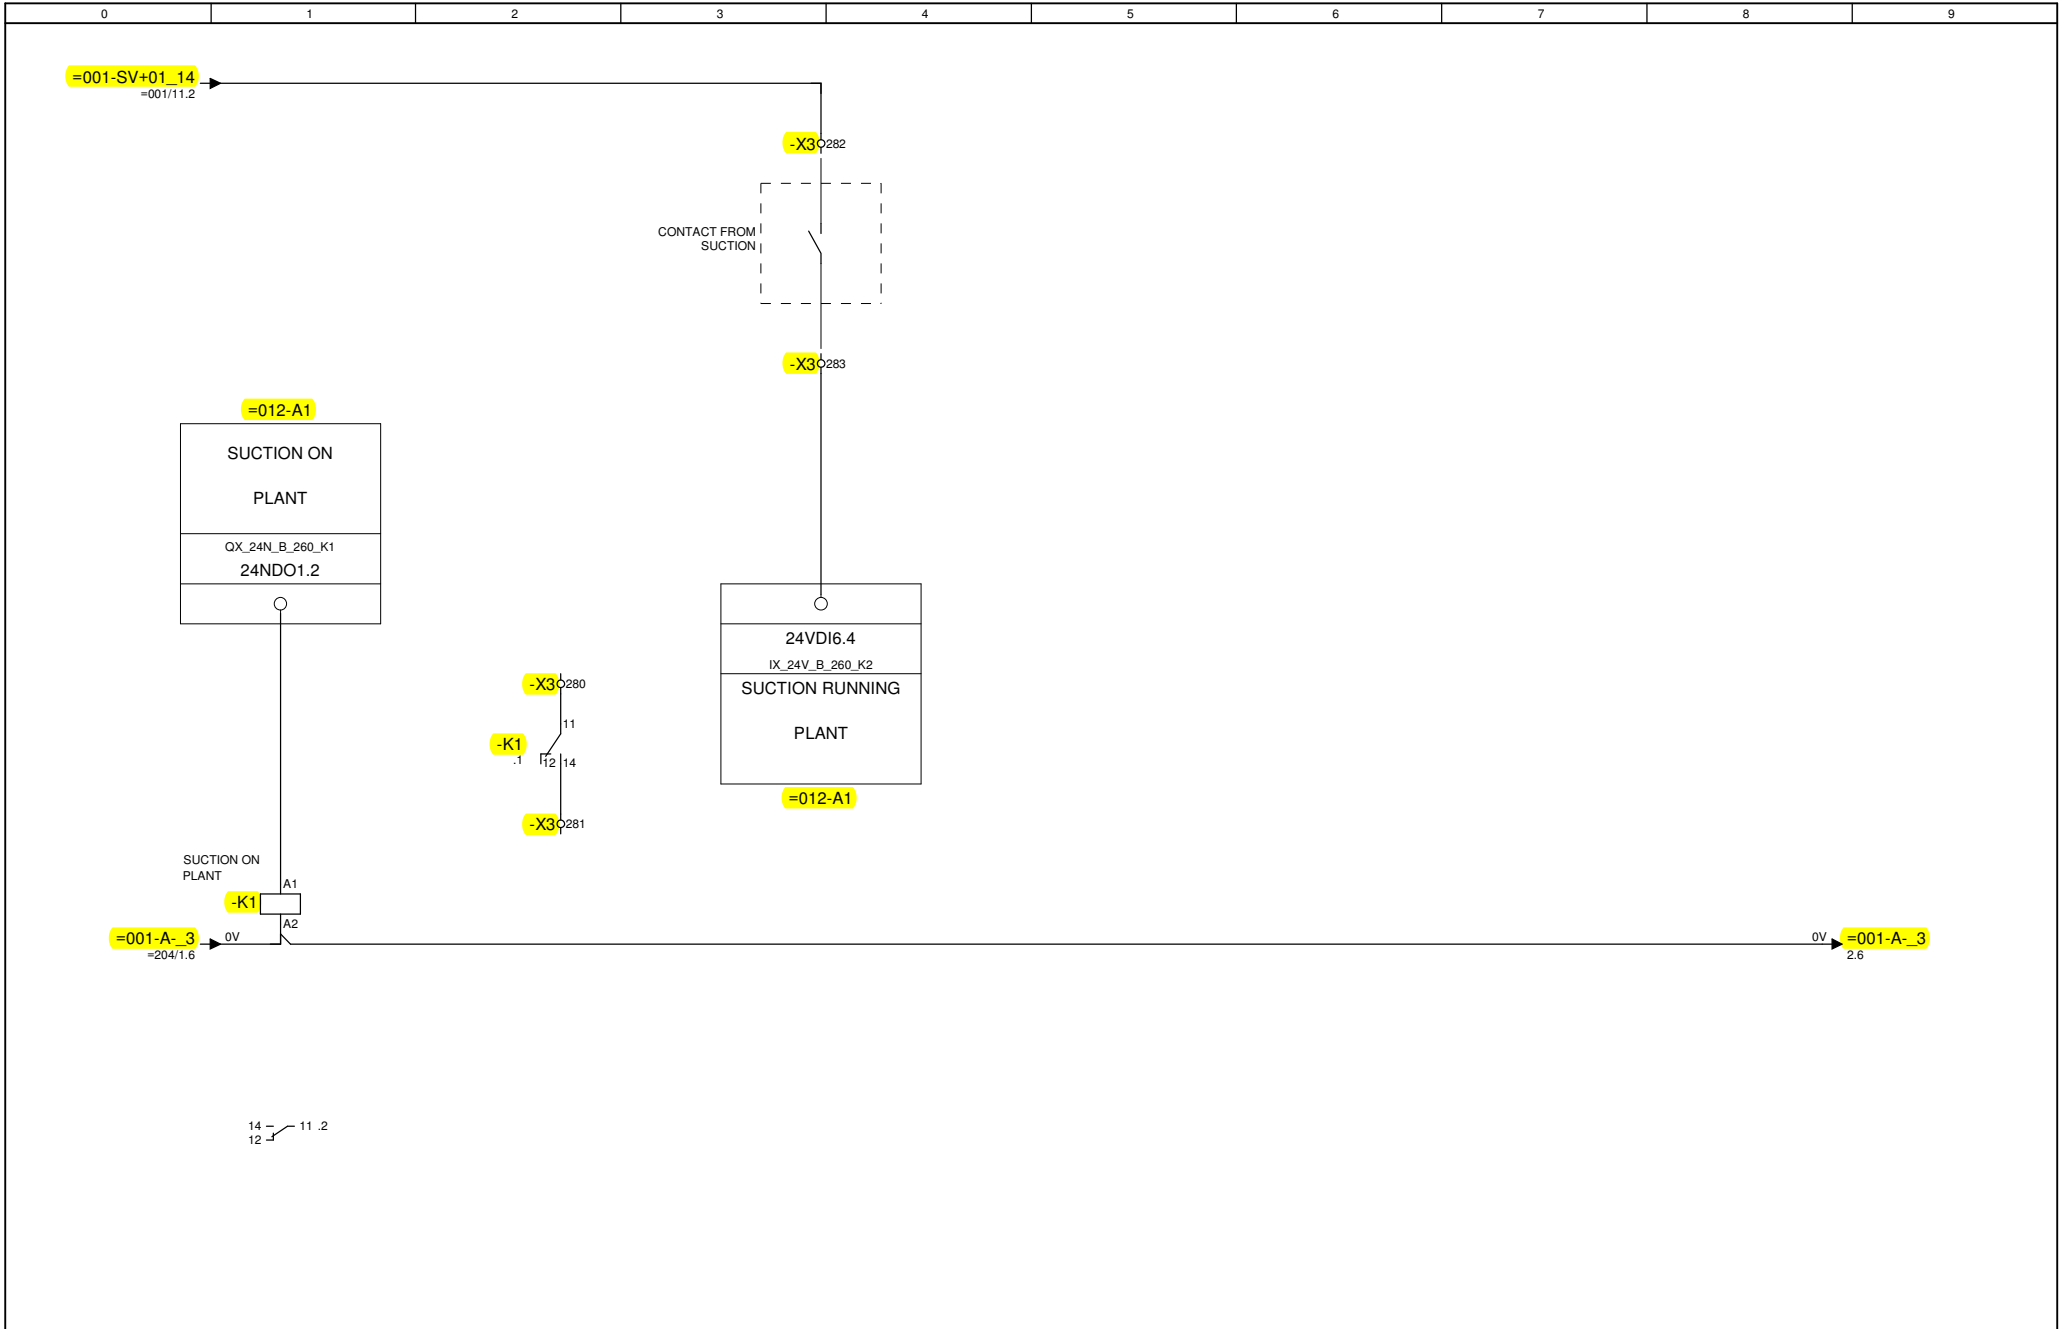 0 1 2 3 4 5 6 7 8 9
=001-SV+01_14
=001/11.2
-X3 282
CONTACT FROM
SUCTION
-X3 283
=012-A1
SUCTION ON
PLANT
QX_24N_B_260_K1
24NDO1.2
24VDI6.4
IX_24V_B_260_K2
SUCTION RUNNING
PLANT
=012-A1
-X3 280
11
-K1
.1 12 14
-X3 281
SUCTION ON
PLANT
A1
-K1
A2
=001-A-_3 0V
=204/1.6
0V =001-A-_3
2.6
14 11 .2
12